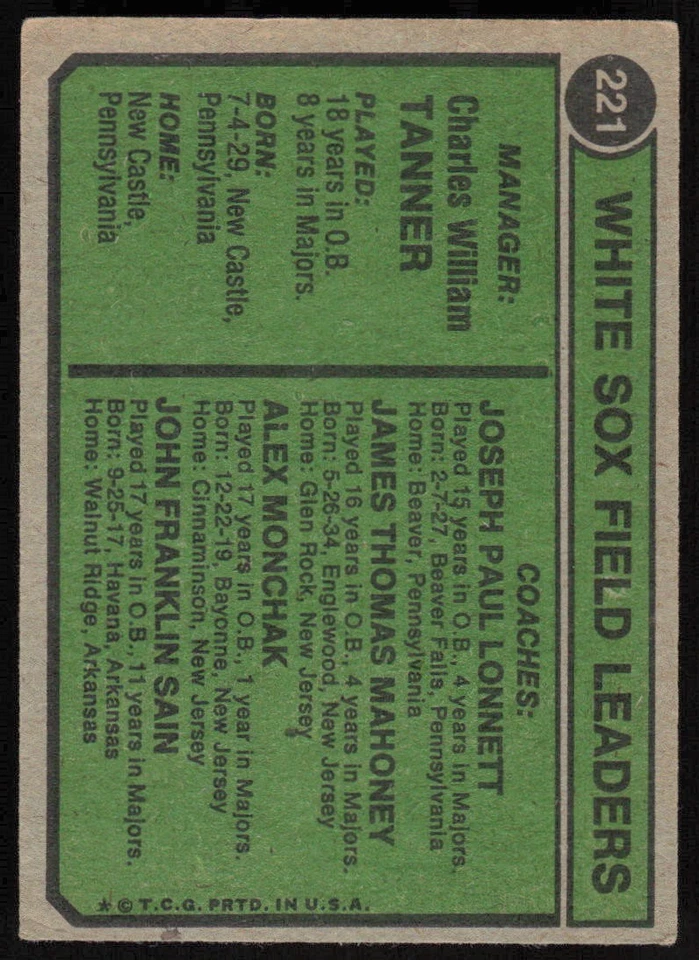 221
WHITE SOX FIELD LEADERS
MANAGER:
Charles William
TANNER
PLAYED:
18 years in O.B.
8 years in Majors.
BORN:
7-4-29, New Castle,
Pennsylvania
HOME:
New Castle,
Pennsylvania
COACHES:
JOSEPH PAUL LONNETT
Played 15 years in O.B., 4 years in Majors.
Born: 2-7-27, Beaver Falls, Pennsylvania
Home: Beaver, Pennsylvania
JAMES THOMAS MAHONEY
Played 16 years in O.B., 4 years in Majors.
Born: 5-26-34, Englewood, New Jersey
Home: Glen Rock, New Jersey
ALEX MONCHAK
Played 17 years in O.B., 1 year in Majors.
Born: 12-22-19, Bayonne, New Jersey
Home: Cinnaminson, New Jersey
JOHN FRANKLIN SAIN
Played 17 years in O.B., 11 years in Majors.
Born: 9-25-17, Havana, Arkansas
Home: Walnut Ridge, Arkansas
* © T.C.G. PRTD. IN U.S.A.